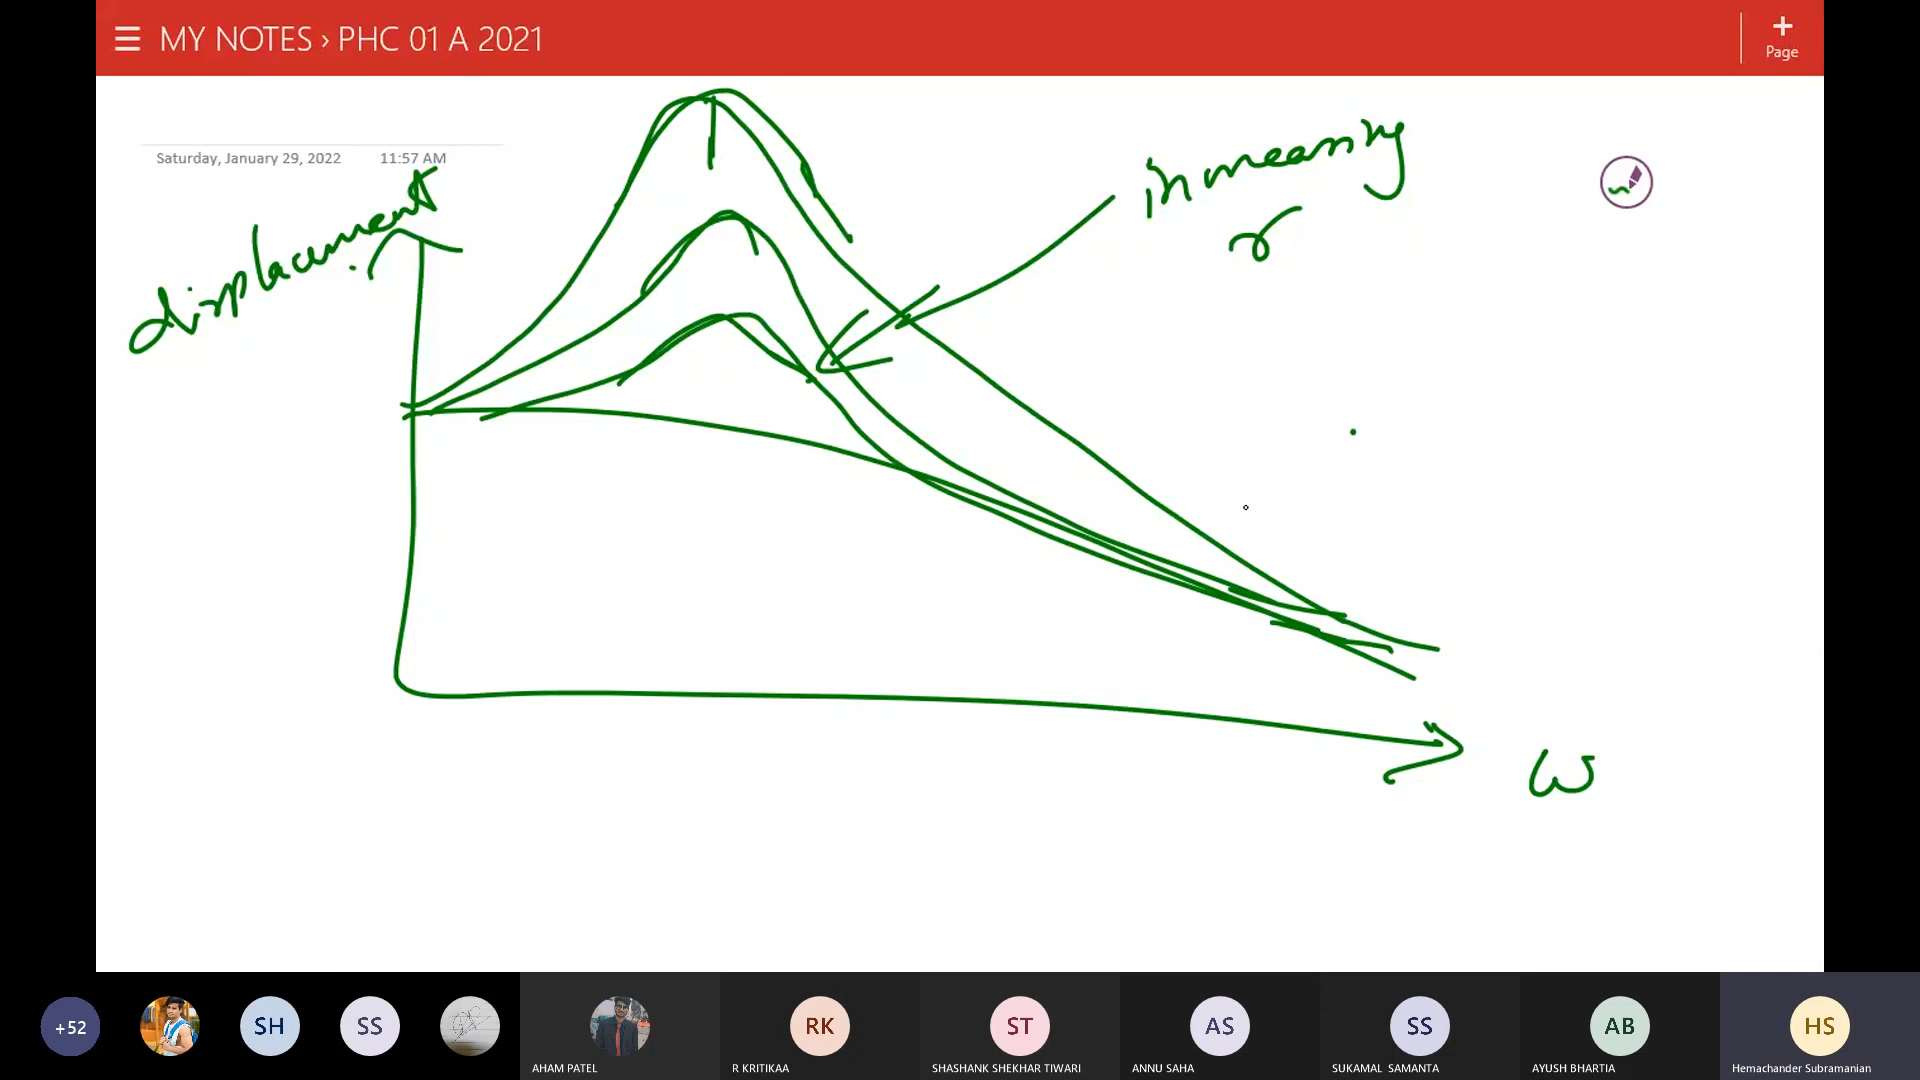 MY NOTES › PHC 01 A 2021
+
Page
Saturday, January 29, 2022 11:57 AM
displacement
increasing
r
ω
+52
SH
SS
RK
ST
AS
SS
AB
HS
AHAM PATEL
R KRITIKAA
SHASHANK SHEKHAR TIWARI
ANNU SAHA
SUKAMAL SAMANTA
AYUSH BHARTIA
Hemachander Subramanian